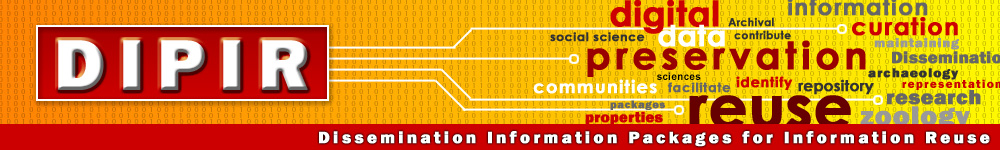 DIPIR
digital
information
Archival
curation
social science
data
contribute
maintaining
preservation
Disseminatio
sciences
archaeology
communities
facilitate
identify
repository
representation
packages
reuse
research
properties
zoology
Dissemination Information Packages for Information Reuse